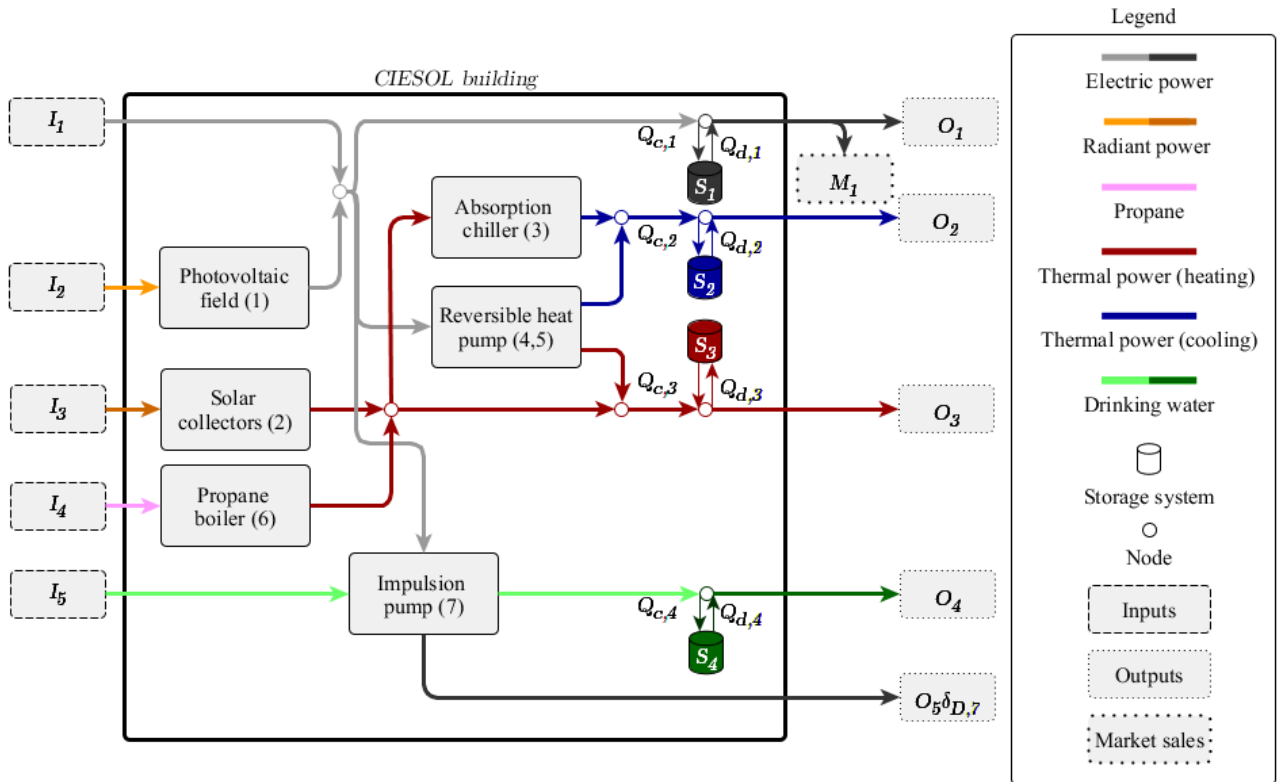 Legend
CIESOL building
Electric power
Radiant power
Propane
Thermal power (heating)
Thermal power (cooling)
Drinking water
Storage system
Node
Inputs
Outputs
Market sales
I1
I2
I3
I4
I5
Photovoltaic
field (1)
Solar
collectors (2)
Propane
boiler (6)
Absorption
chiller (3)
Reversible heat
pump (4,5)
Impulsion
pump (7)
Qc,1
Qd,1
S1
Qc,2
Qd,2
S2
S3
Qc,3
Qd,3
Qc,4
Qd,4
S4
O1
M1
O2
O3
O4
O5δD,7